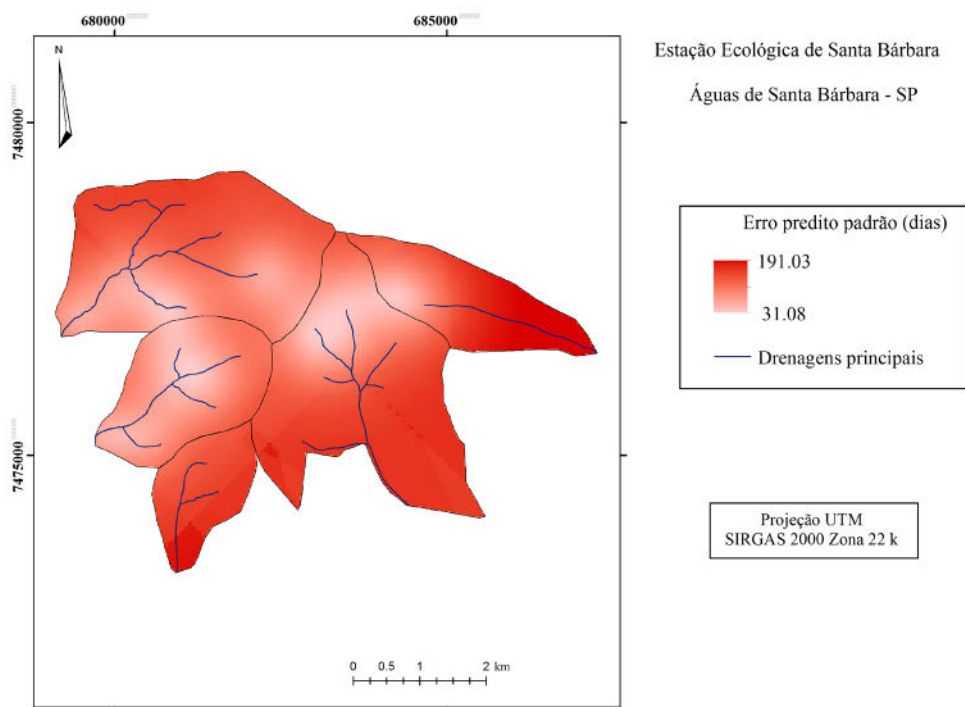 680000
685000
Estação Ecológica de Santa Bárbara
Águas de Santa Bárbara - SP
N
7480000
7475000
Erro predito padrão (dias)
191.03
31.08
Drenagens principais
Projeção UTM
SIRGAS 2000 Zona 22 k
0 0.5 1 2 km